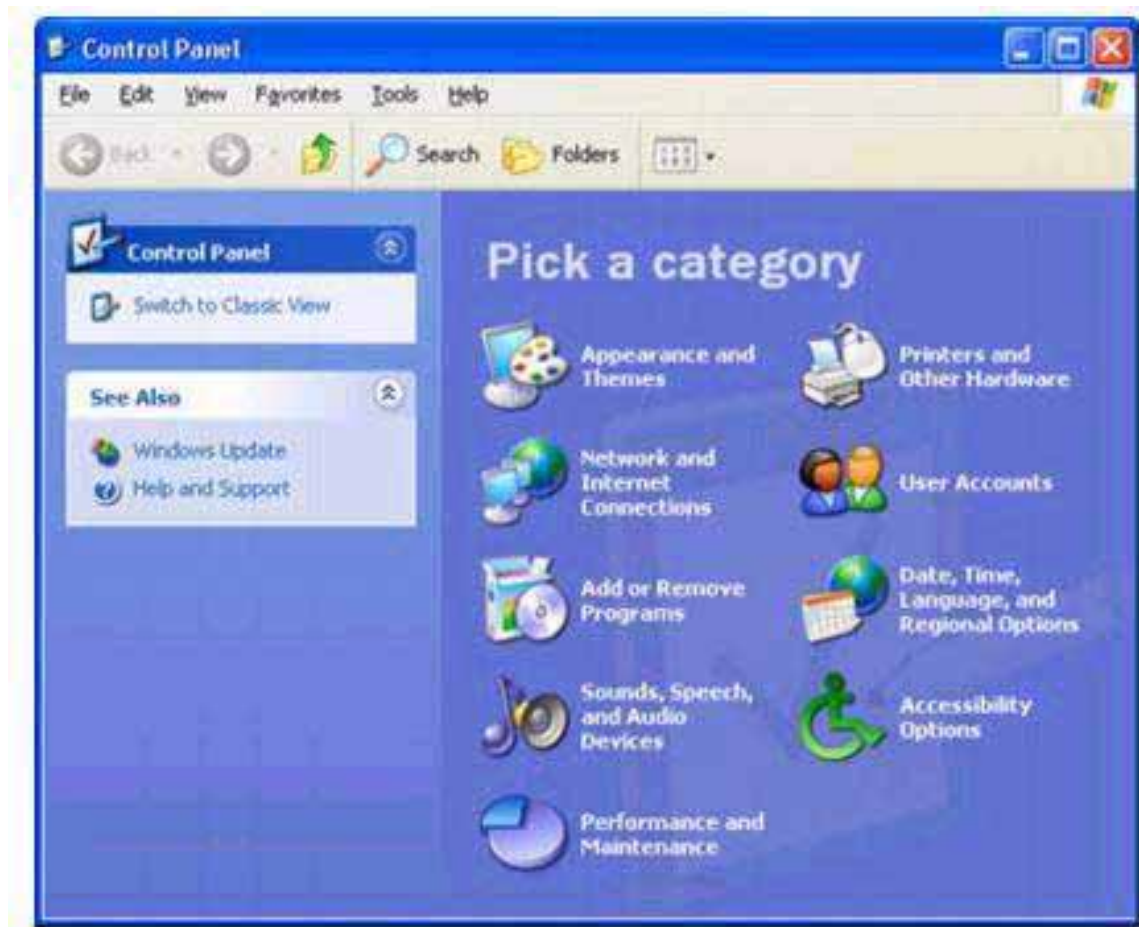 Control Panel
File Edit View Favorites Tools Help
Back Search Folders
Control Panel
Switch to Classic View
See Also
Windows Update
Help and Support
Pick a category
Appearance and
Themes
Printers and
Other Hardware
Network and
Internet
Connections
User Accounts
Add or Remove
Programs
Date, Time,
Language, and
Regional Options
Sounds, Speech,
and Audio
Devices
Accessibility
Options
Performance and
Maintenance